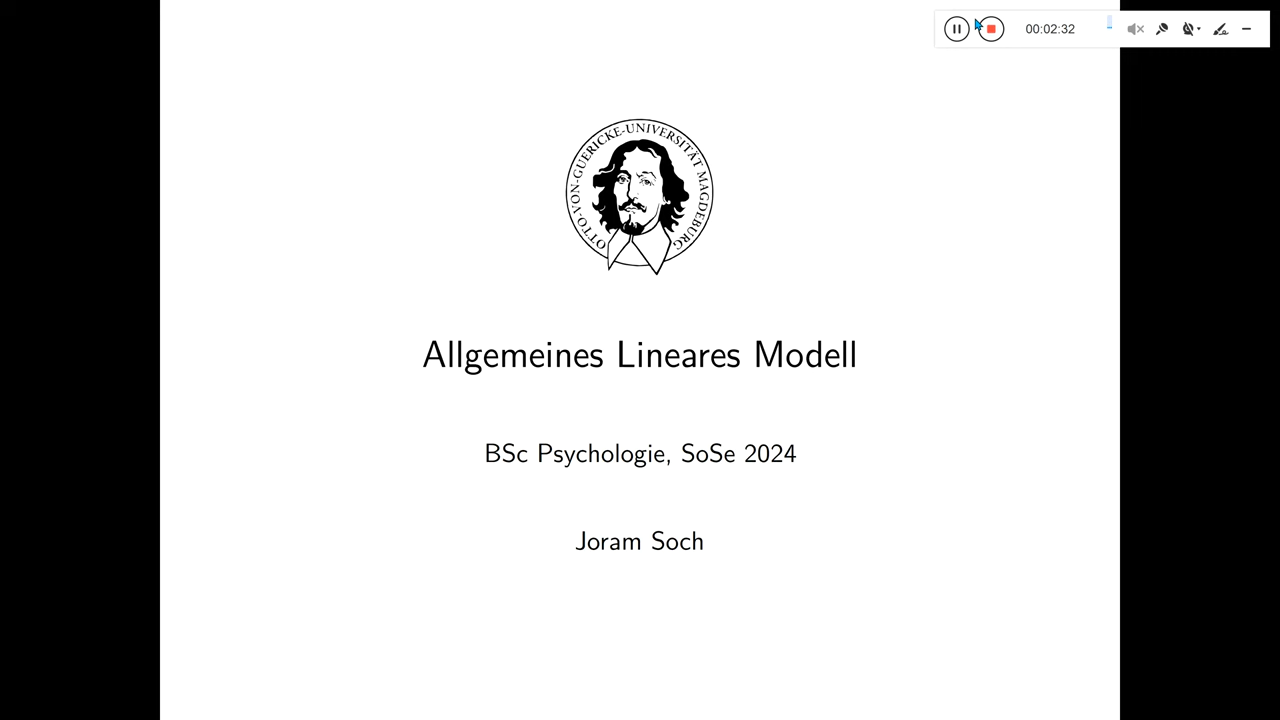 00:02:32
OTTO-VON-GUERICKE-UNIVERSITÄT MAGDEBURG
Allgemeines Lineares Modell
BSc Psychologie, SoSe 2024
Joram Soch